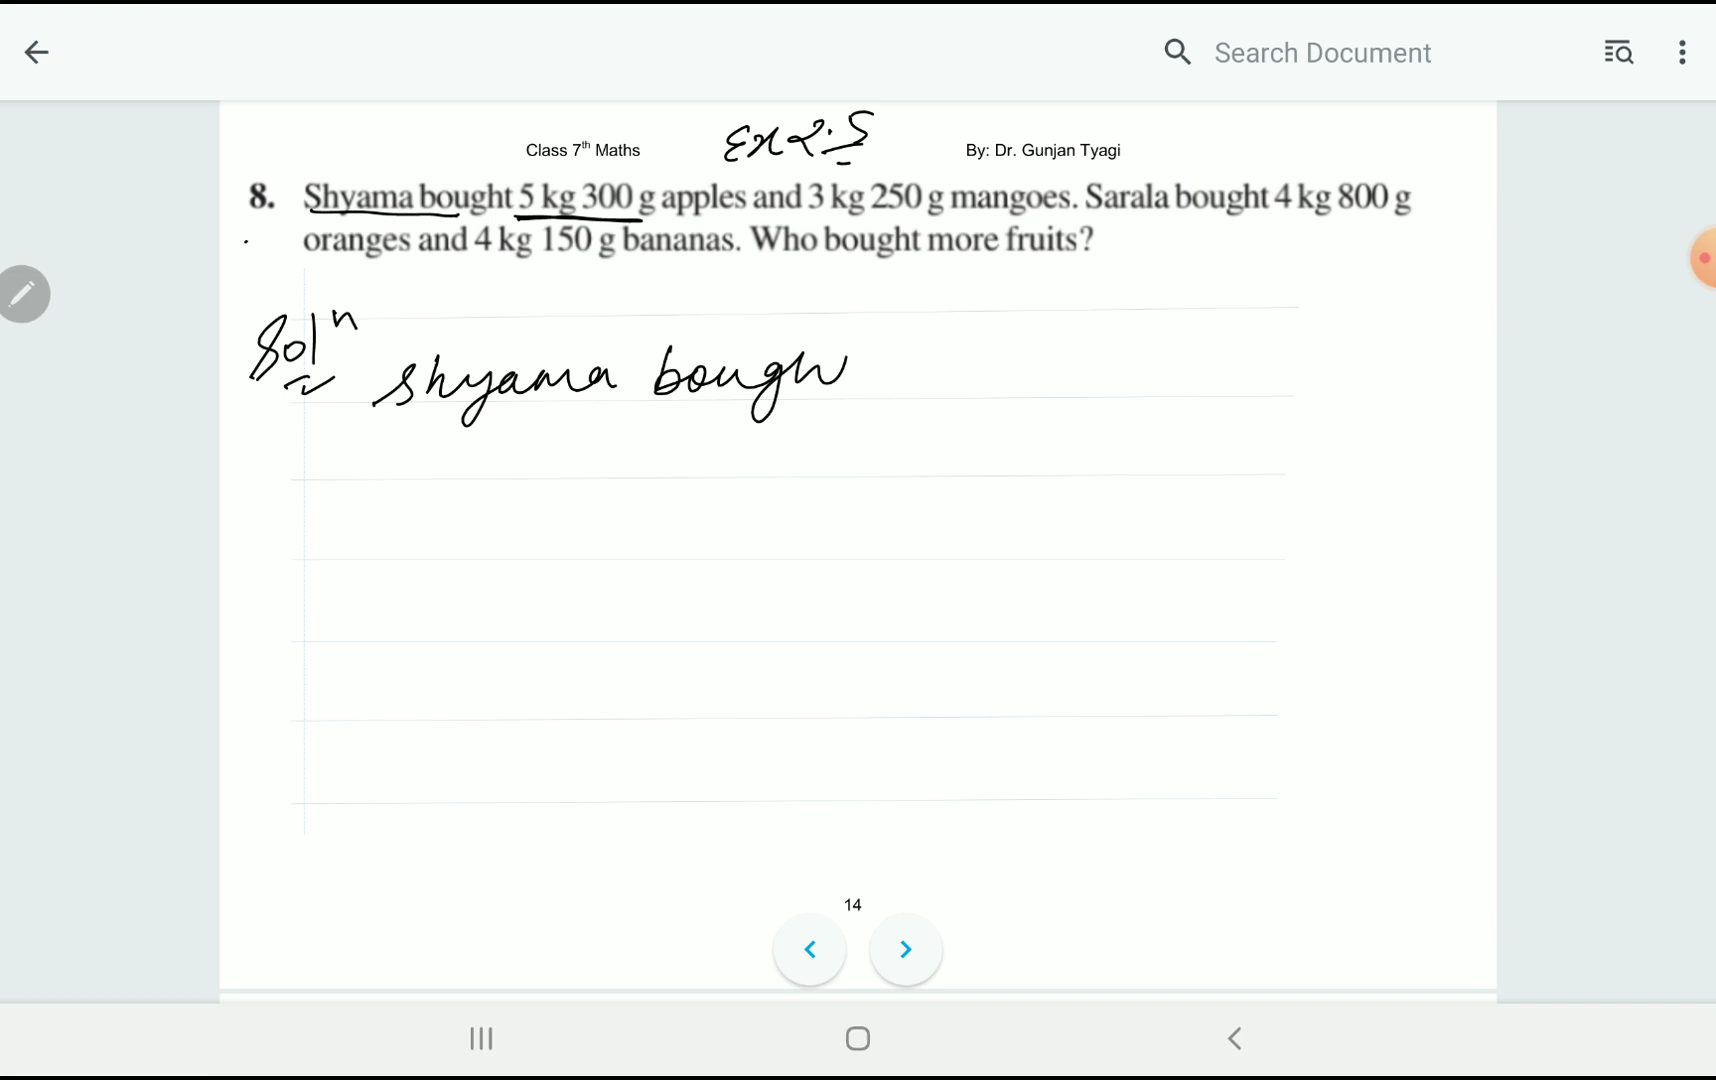 Search Document
Class 7th Maths
Ex 2.5
By: Dr. Gunjan Tyagi
8. Shyama bought 5 kg 300 g apples and 3 kg 250 g mangoes. Sarala bought 4 kg 800 g
oranges and 4 kg 150 g bananas. Who bought more fruits?
Solⁿ
shyama bough
14